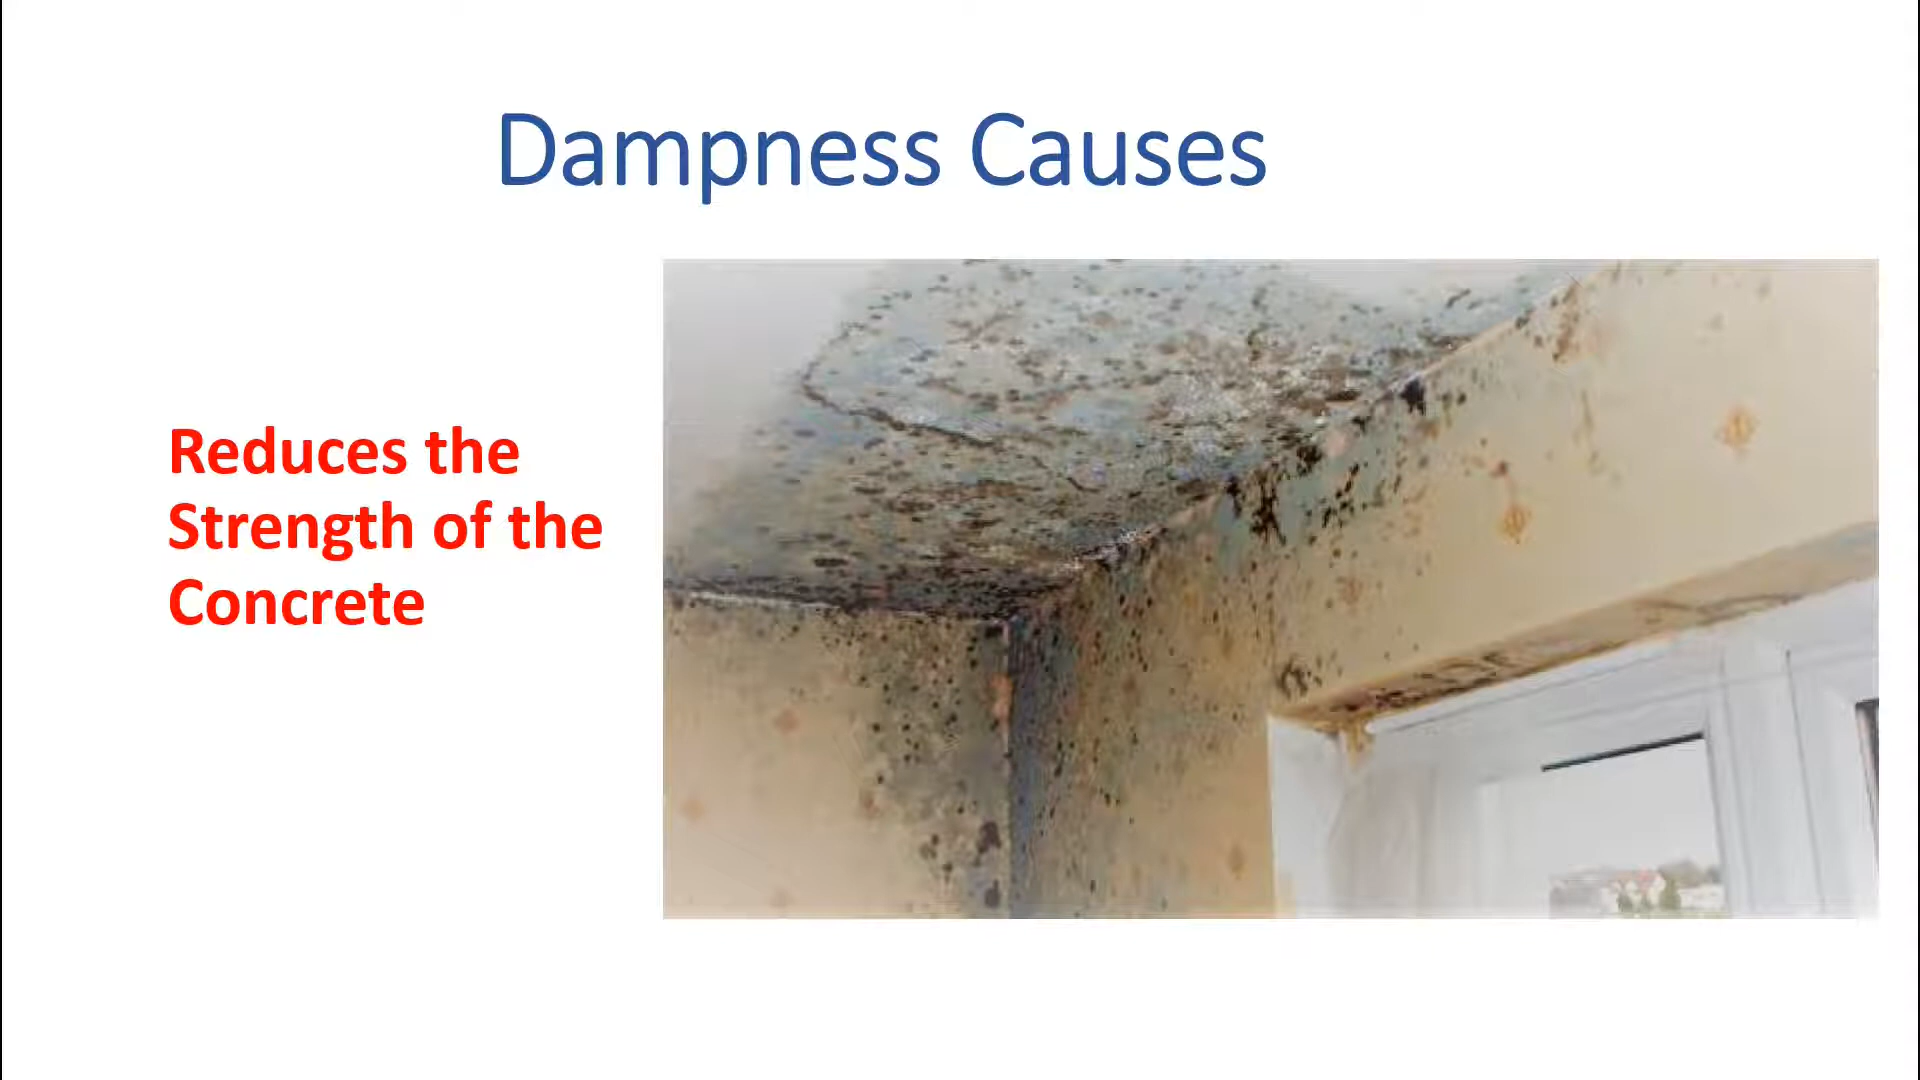 Dampness Causes
Reduces the
Strength of the
Concrete